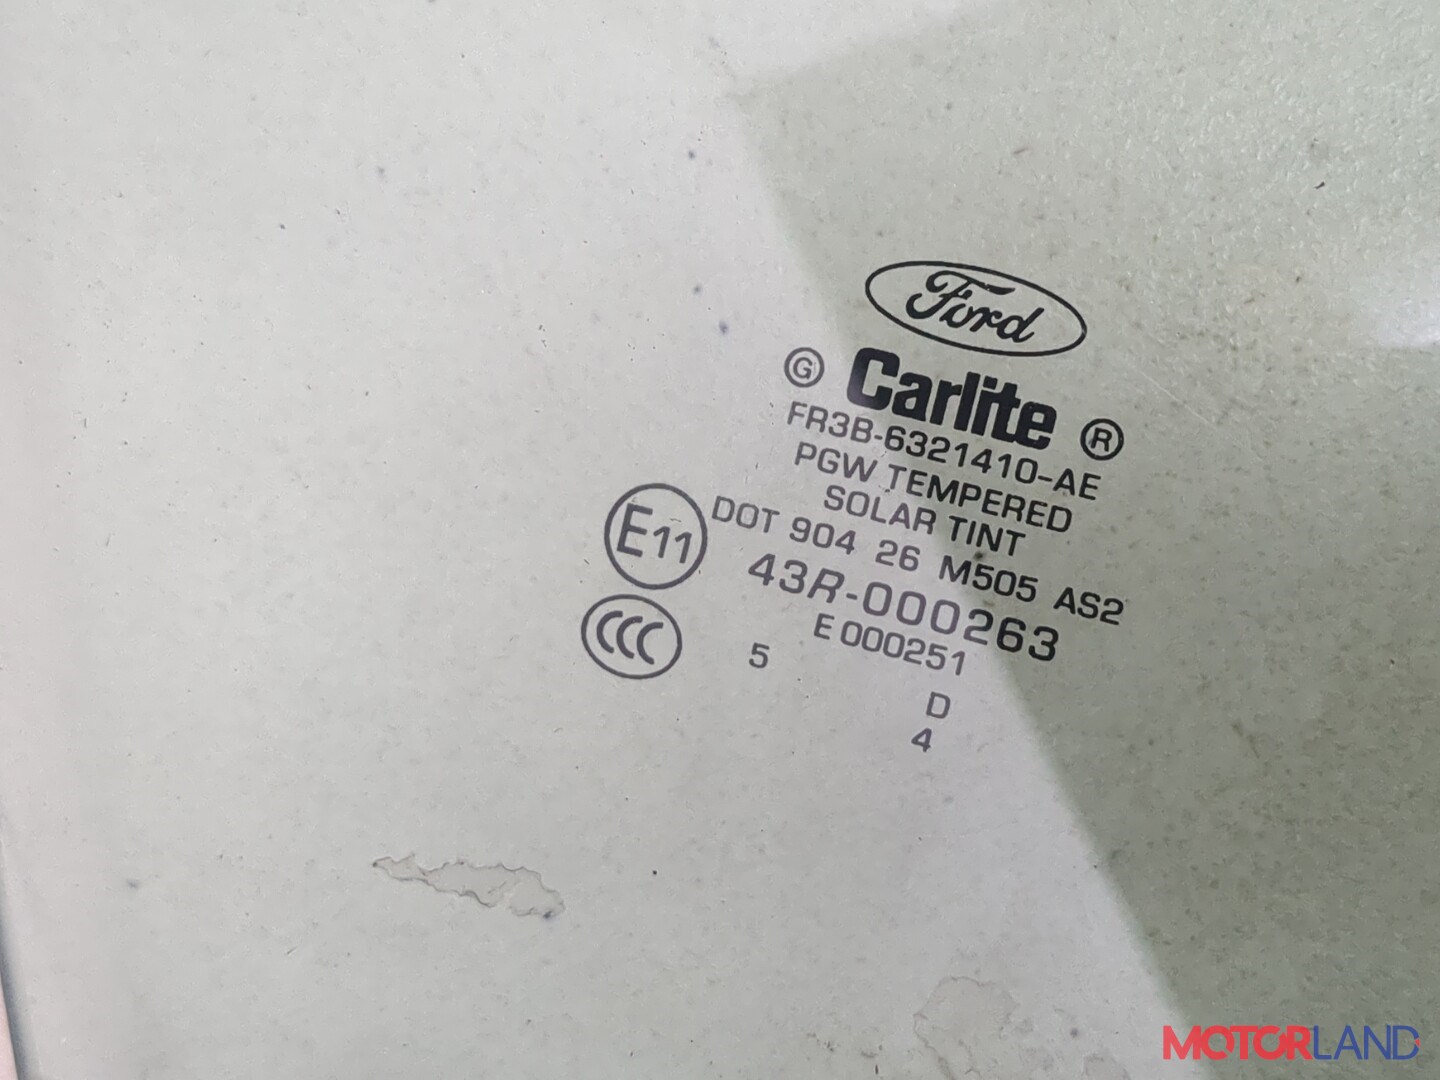 Ford
G Carlite ®
FR3B-6321410-AE
PGW TEMPERED
SOLAR TINT
DOT 904 26 M505 AS2
E11
43R-000263
E 000251
CCC
5
D
4
MOTORLAND